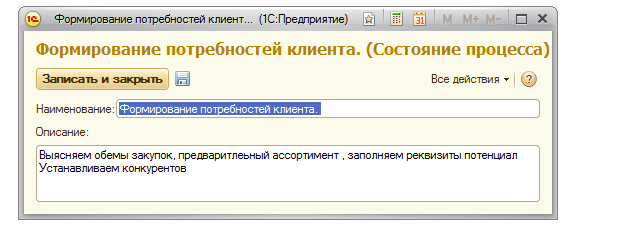 Формирование потребностей клиент... (1С:Предприятие)
M M+ M-
Формирование потребностей клиента. (Состояние процесса)
Записать и закрыть
Все действия
Наименование: Формирование потребностей клиента.
Описание:
Выясняем обемы закупок, предваритлеьный ассортимент , заполняем реквизиты потенциал
Устанавливаем конкурентов